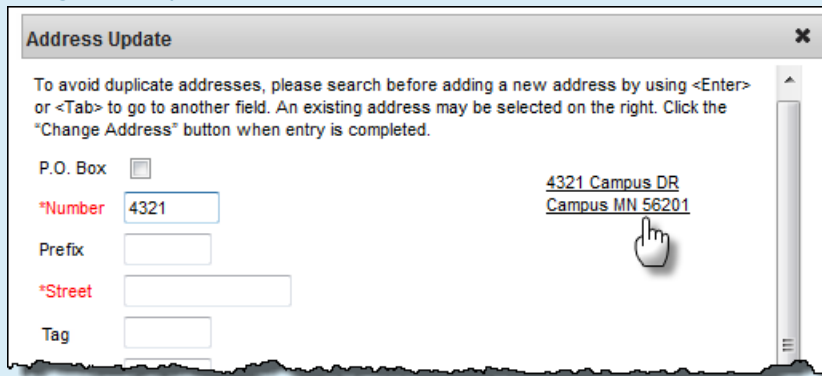 Address Update
To avoid duplicate addresses, please search before adding a new address by using <Enter>
or <Tab> to go to another field. An existing address may be selected on the right. Click the
"Change Address" button when entry is completed.
P.O. Box
4321 Campus DR
*Number 4321
Campus MN 56201
Prefix
*Street
Tag